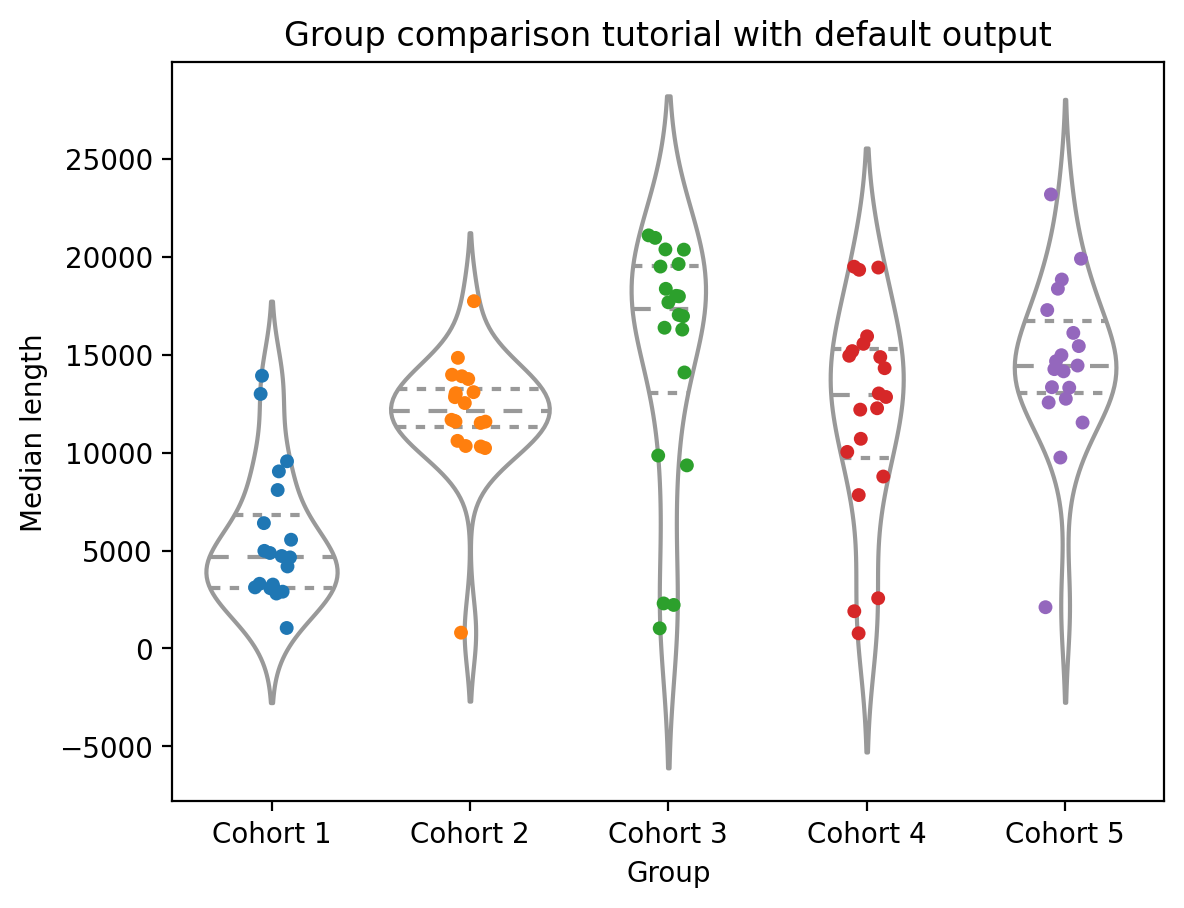 Group comparison tutorial with default output
Median length
25000
20000
15000
10000
5000
0
−5000
Cohort 1 Cohort 2 Cohort 3 Cohort 4 Cohort 5
Group